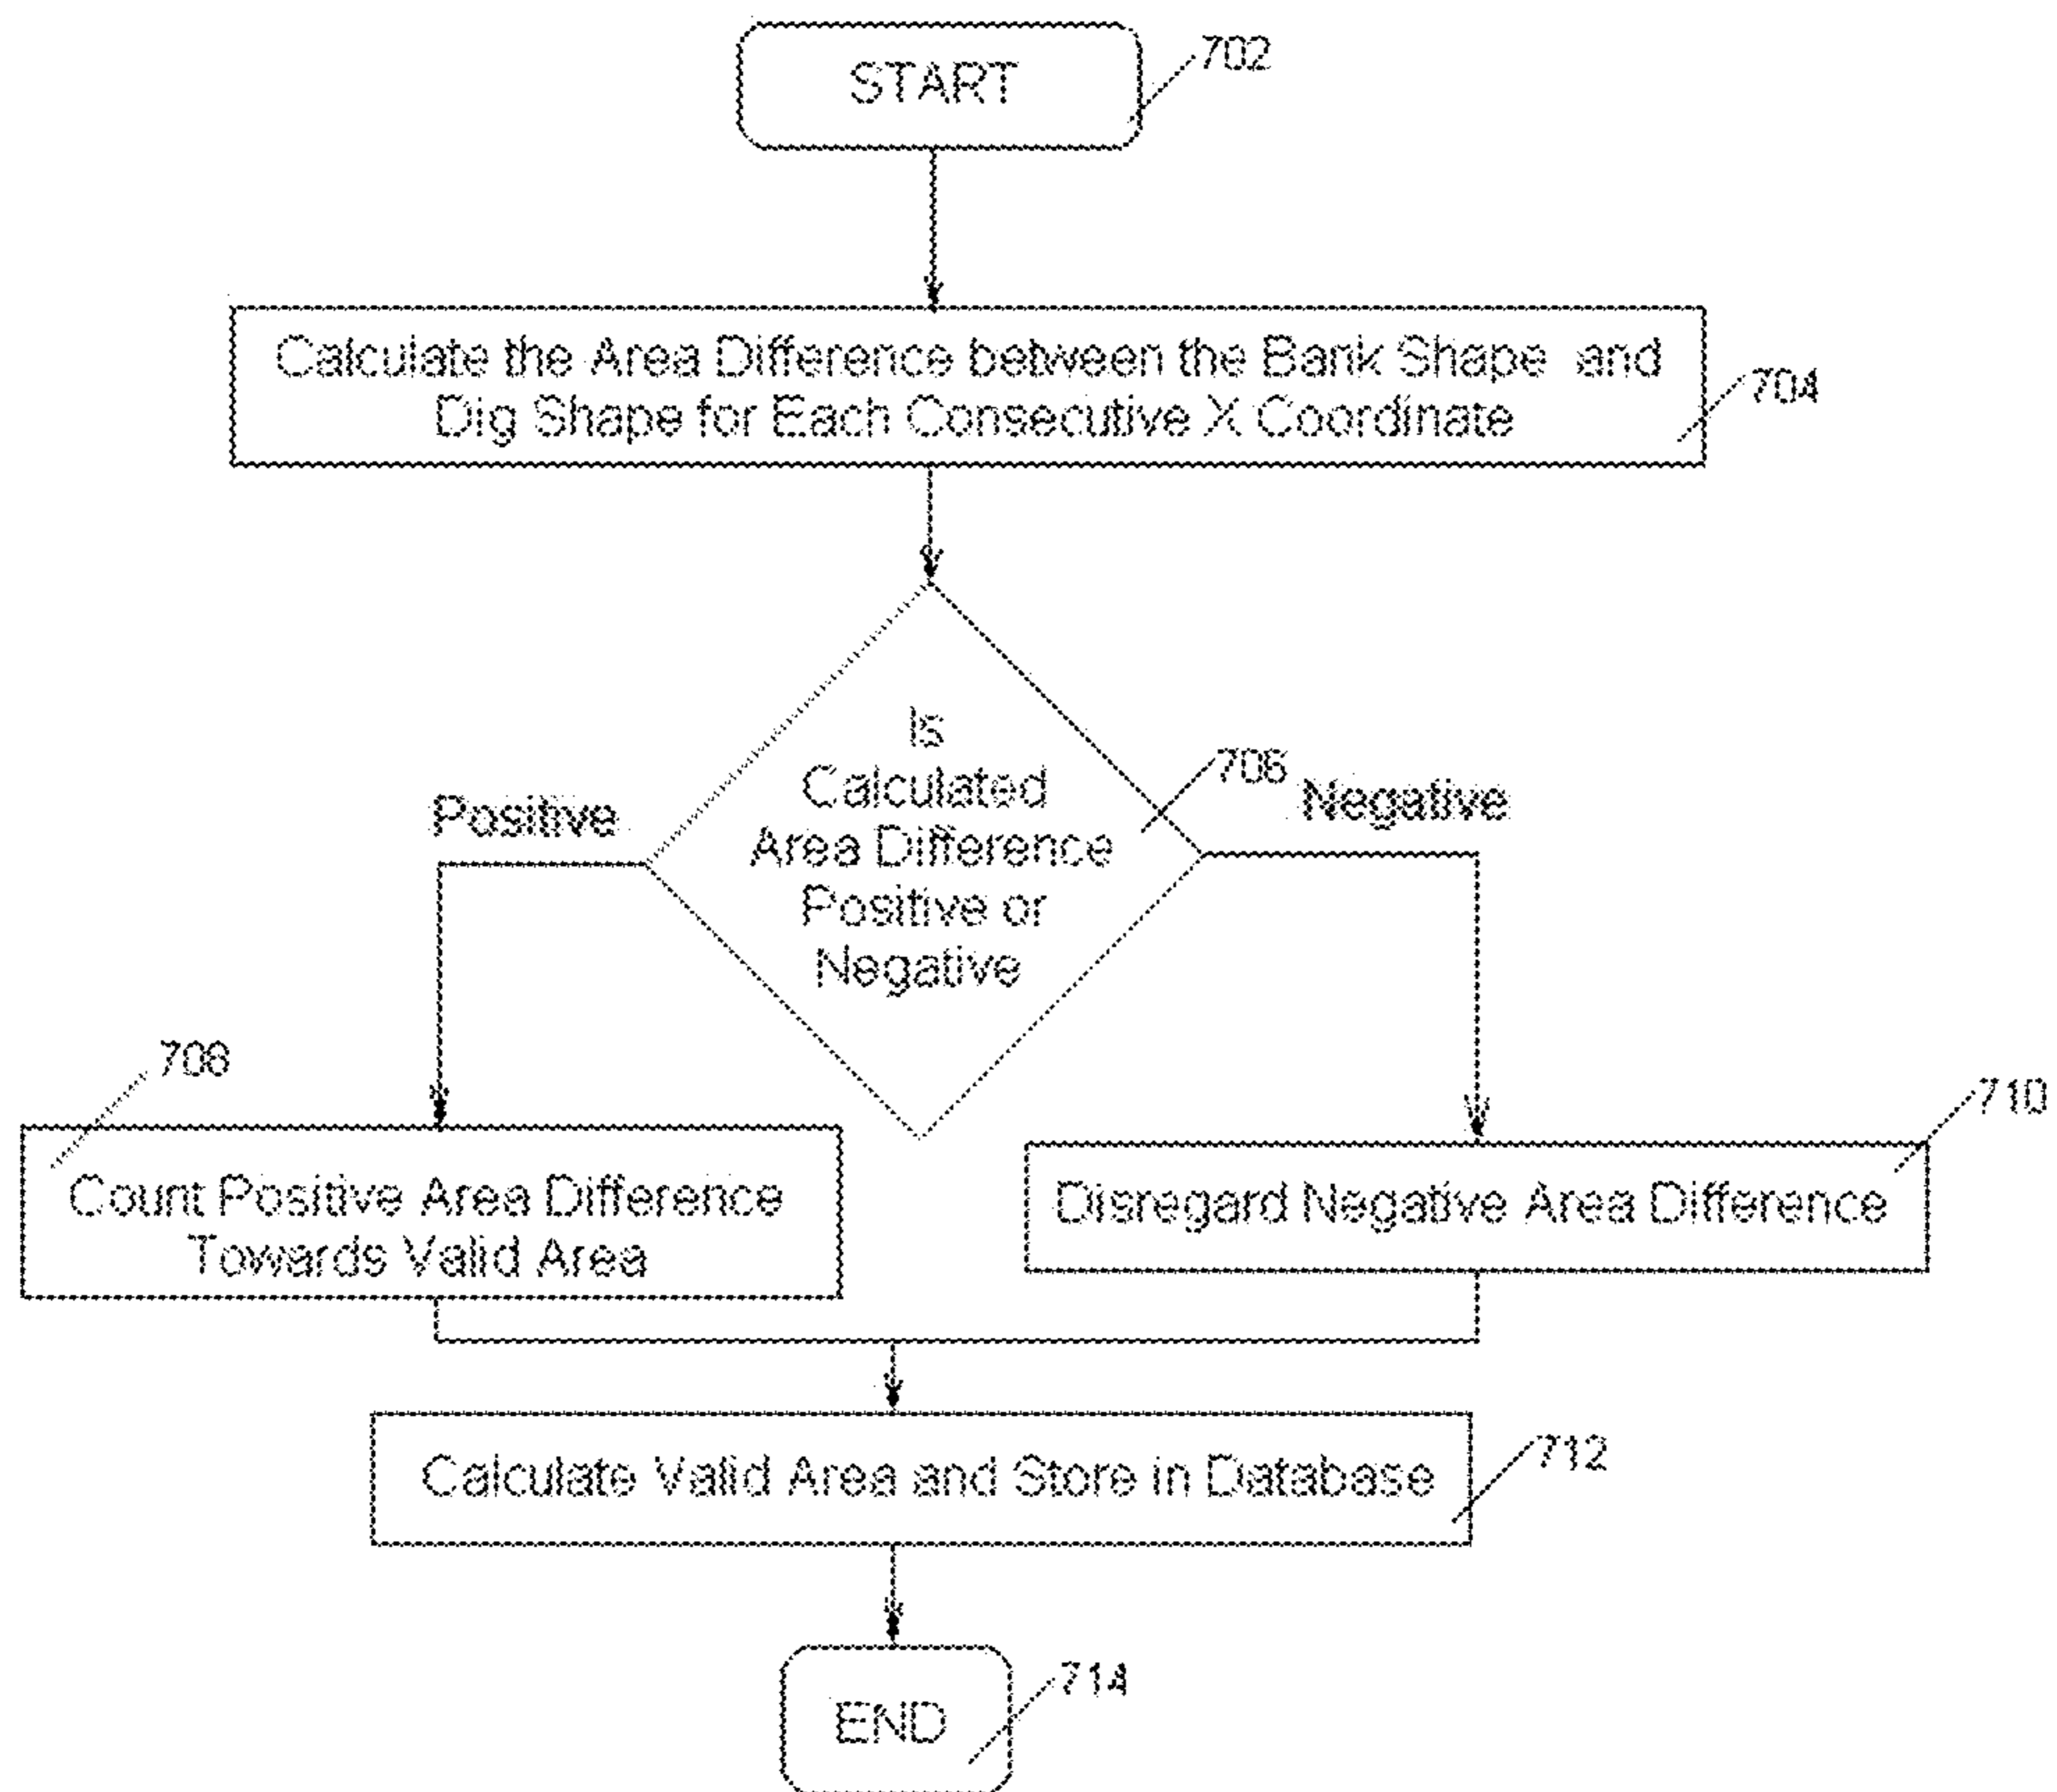 START
702
Calculate the Area Difference between the Bank Shape and
Dig Shape for Each Consecutive X Coordinate
704
Is
Calculated
Area Difference
Positive or
Negative
706
Positive
Negative
708
Count Positive Area Difference
Towards Valid Area
710
Disregard Negative Area Difference
Calculate Valid Area and Store in Database
712
END
714